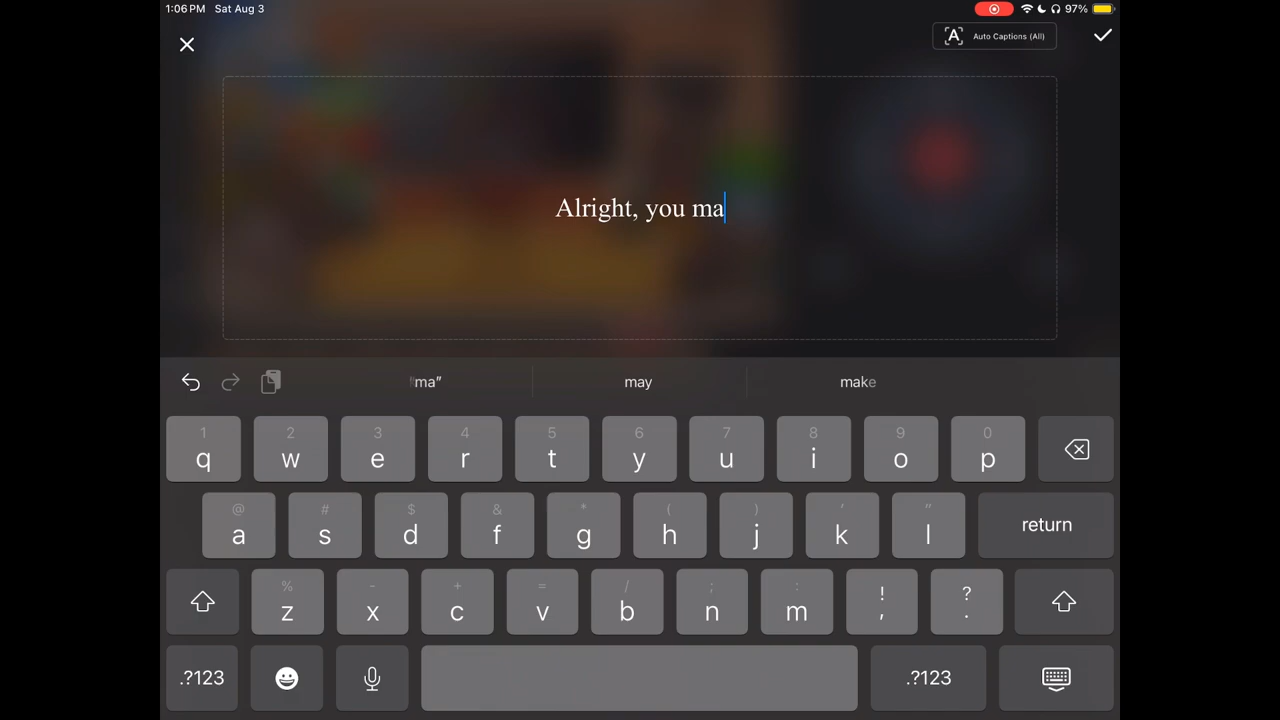 1:06 PM Sat Aug 3 97%
Auto Captions (All)
Alright, you ma
"ma" may make
1 2 3 4 5 6 7 8 9 0
q w e r t y u i o p
@ # $ & * ( ) ' "
a s d f g h j k l return
% - + = / ; : ! ?
z x c v b n m , .
.?123 .?123